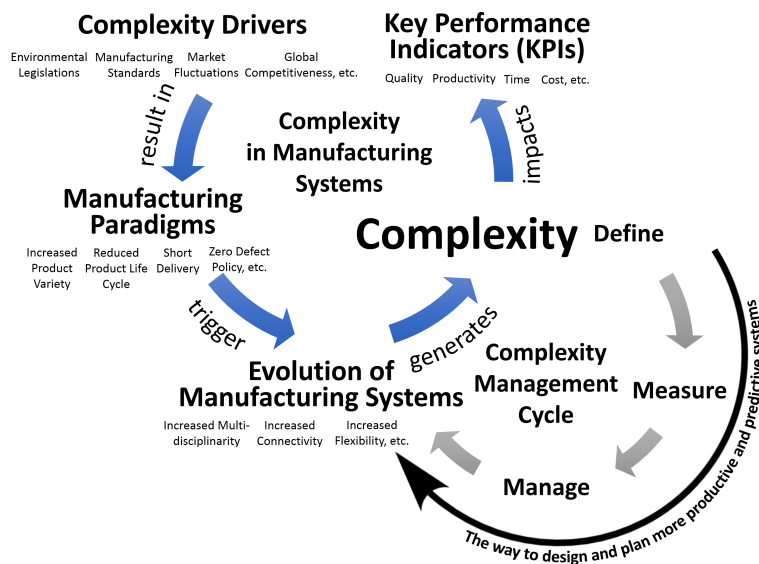 Complexity Drivers
Environmental
Legislations
Manufacturing
Standards
Market
Fluctuations
Global
Competitiveness, etc.
Key Performance
Indicators (KPIs)
Quality
Productivity
Time
Cost, etc.
result in
Complexity
in Manufacturing
Systems
impacts
Manufacturing
Paradigms
Increased
Product
Variety
Reduced
Product Life
Cycle
Short
Delivery
Zero Defect
Policy, etc.
Complexity
Define
trigger
generates
Evolution of
Manufacturing Systems
Increased Multi-
disciplinarity
Increased
Connectivity
Increased
Flexibility, etc.
Complexity
Management
Cycle
Measure
Manage
The way to design and plan more productive and predictive systems